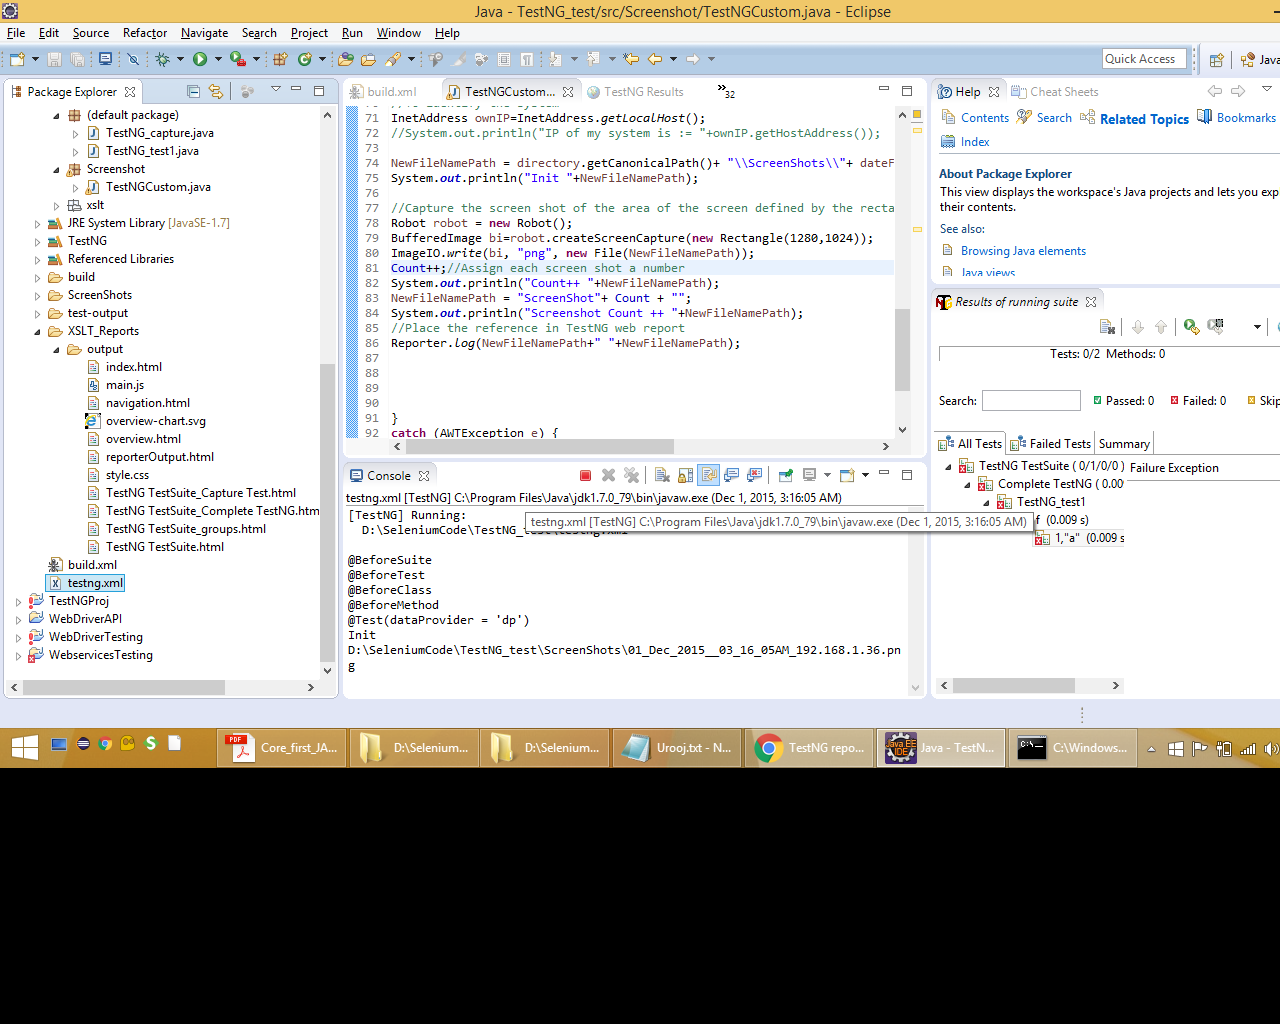 Java - TestNG_test/src/Screenshot/TestNGCustom.java - Eclipse
File Edit Source Refactor Navigate Search Project Run Window Help
Quick Access
Java
Package Explorer
(default package)
TestNG_capture.java
TestNG_test1.java
Screenshot
TestNGCustom.java
xslt
JRE System Library [JavaSE-1.7]
TestNG
Referenced Libraries
build
ScreenShots
test-output
XSLT_Reports
output
index.html
main.js
navigation.html
overview-chart.svg
overview.html
reporterOutput.html
style.css
TestNG TestSuite_Capture Test.html
TestNG TestSuite_Complete TestNG.htm
TestNG TestSuite_groups.html
TestNG TestSuite.html
build.xml
testng.xml
TestNGProj
WebDriverAPI
WebDriverTesting
WebservicesTesting
build.xml TestNGCustom... TestNG Results 32
71 InetAddress ownIP=InetAddress.getLocalHost();
72 //System.out.println("IP of my system is := "+ownIP.getHostAddress());
73
74 NewFileNamePath = directory.getCanonicalPath()+ "\\ScreenShots\\"+ dateF
75 System.out.println("Init "+NewFileNamePath);
76
77 //Capture the screen shot of the area of the screen defined by the recta
78 Robot robot = new Robot();
79 BufferedImage bi=robot.createScreenCapture(new Rectangle(1280,1024));
80 ImageIO.write(bi, "png", new File(NewFileNamePath));
81 Count++;//Assign each screen shot a number
82 System.out.println("Count++ "+NewFileNamePath);
83 NewFileNamePath = "ScreenShot"+ Count + "";
84 System.out.println("Screenshot Count ++ "+NewFileNamePath);
85 //Place the reference in TestNG web report
86 Reporter.log(NewFileNamePath+" "+NewFileNamePath);
87
88
89
90
91 }
92 catch (AWTException e) {
Console
testng.xml [TestNG] C:\Program Files\Java\jdk1.7.0_79\bin\javaw.exe (Dec 1, 2015, 3:16:05 AM)
[TestNG] Running:
testng.xml [TestNG] C:\Program Files\Java\jdk1.7.0_79\bin\javaw.exe (Dec 1, 2015, 3:16:05 AM)
D:\SeleniumCode\TestNG_test\testng.xml
@BeforeSuite
@BeforeTest
@BeforeClass
@BeforeMethod
@Test(dataProvider = 'dp')
Init
D:\SeleniumCode\TestNG_test\ScreenShots\01_Dec_2015__03_16_05AM_192.168.1.36.pn
g
Help Cheat Sheets
Contents Search Related Topics Bookmarks
Index
About Package Explorer
This view displays the workspace's Java projects and lets you exp
their contents.
See also:
Browsing Java elements
Java views
Results of running suite
Tests: 0/2 Methods: 0
Search: Passed: 0 Failed: 0 Skip
All Tests Failed Tests Summary
TestNG TestSuite ( 0/1/0/0 ) Failure Exception
Complete TestNG ( 0.00
TestNG_test1
f (0.009 s)
1,"a" (0.009 s
Core_first_JA... D:\Selenium... D:\Selenium... Urooj.txt - N... TestNG repo... Java - TestN... C:\Windows...